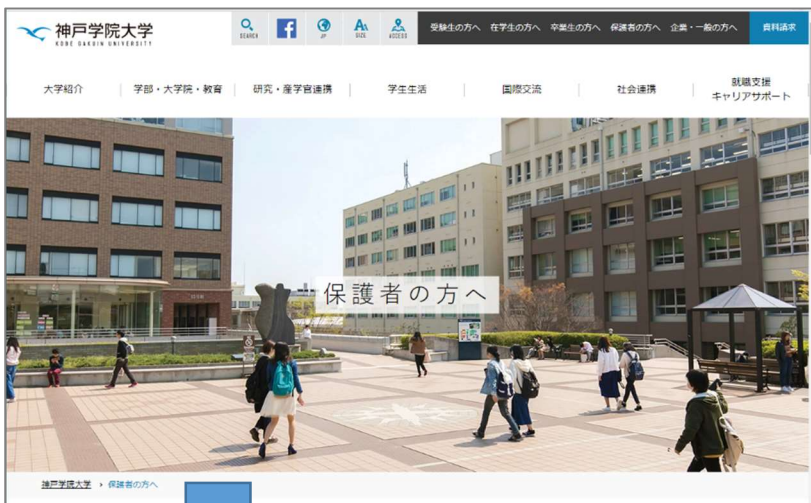 神戸学院大学
KOBE GAKUIN UNIVERSITY
SEARCH
JP
AA
SIZE
ACCESS
受験生の方へ 在学生の方へ 卒業生の方へ 保護者の方へ 企業・一般の方へ
資料請求
大学紹介
学部・大学院・教育
研究・産学官連携
学生生活
国際交流
社会連携
就職支援
キャリアサポート
保護者の方へ
神戸学院大学 › 保護者の方へ